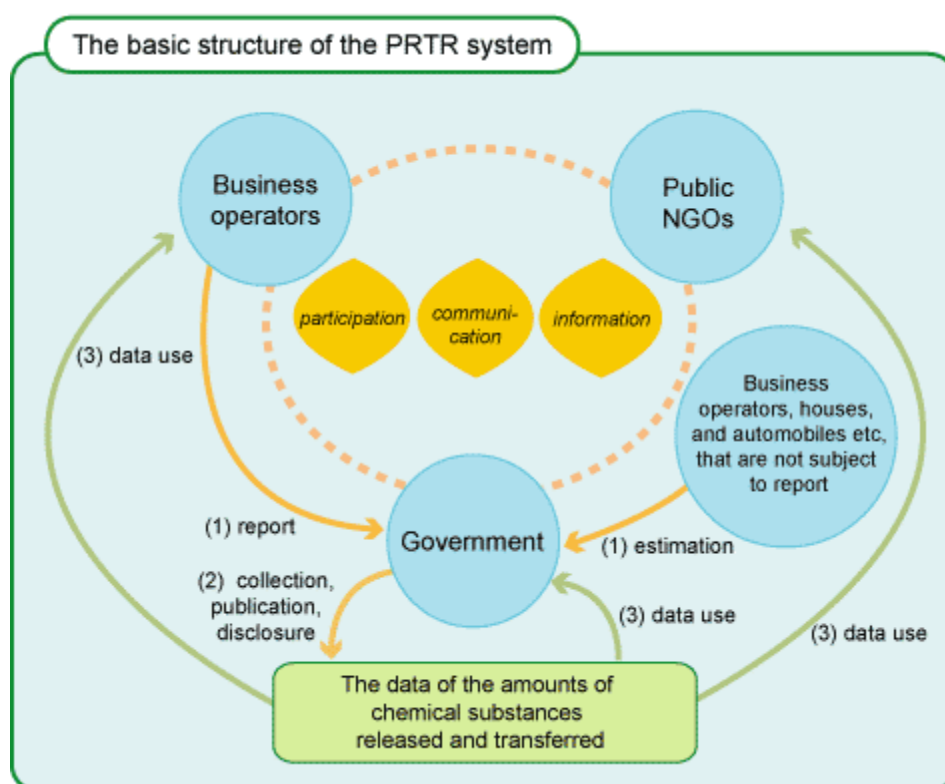 The basic structure of the PRTR system
Business
operators
Public
NGOs
participation
communi-
cation
information
(3) data use
Business
operators, houses,
and automobiles etc,
that are not subject
to report
(1) report
Government
(1) estimation
(2) collection,
publication,
disclosure
(3) data use
(3) data use
The data of the amounts of
chemical substances
released and transferred